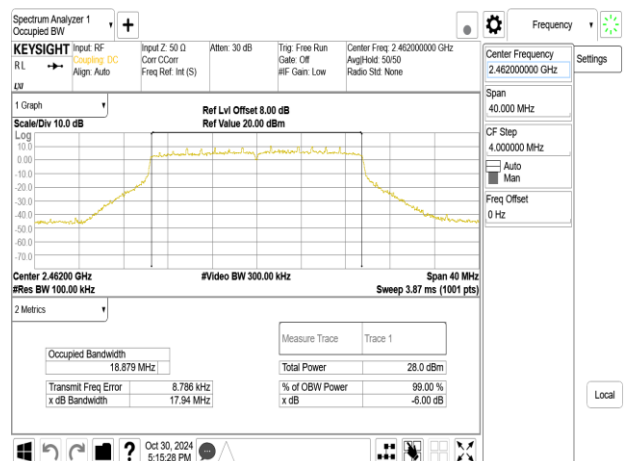 Spectrum Analyzer 1
Occupied BW
Frequency
KEYSIGHT
RL
LXI
Input: RF
Coupling: DC
Align: Auto
Input Z: 50 Ω
Corr CCorr
Freq Ref: Int (S)
Atten: 30 dB
Trig: Free Run
Gate: Off
#IF Gain: Low
Center Freq: 2.462000000 GHz
Avg|Hold: 50/50
Radio Std: None
Center Frequency
2.462000000 GHz
Settings
Span
40.000 MHz
CF Step
4.000000 MHz
Auto
Man
Freq Offset
0 Hz
Local
1 Graph
Scale/Div 10.0 dB
Ref Lvl Offset 8.00 dB
Ref Value 20.00 dBm
Log
10.0
0.00
-10.0
-20.0
-30.0
-40.0
-50.0
-60.0
-70.0
Center 2.46200 GHz
#Res BW 100.00 kHz
#Video BW 300.00 kHz
Span 40 MHz
Sweep 3.87 ms (1001 pts)
2 Metrics
Measure Trace Trace 1
Occupied Bandwidth
18.879 MHz
Total Power 28.0 dBm
Transmit Freq Error 8.786 kHz
% of OBW Power 99.00 %
x dB Bandwidth 17.94 MHz
x dB -6.00 dB
?
Oct 30, 2024
5:15:28 PM